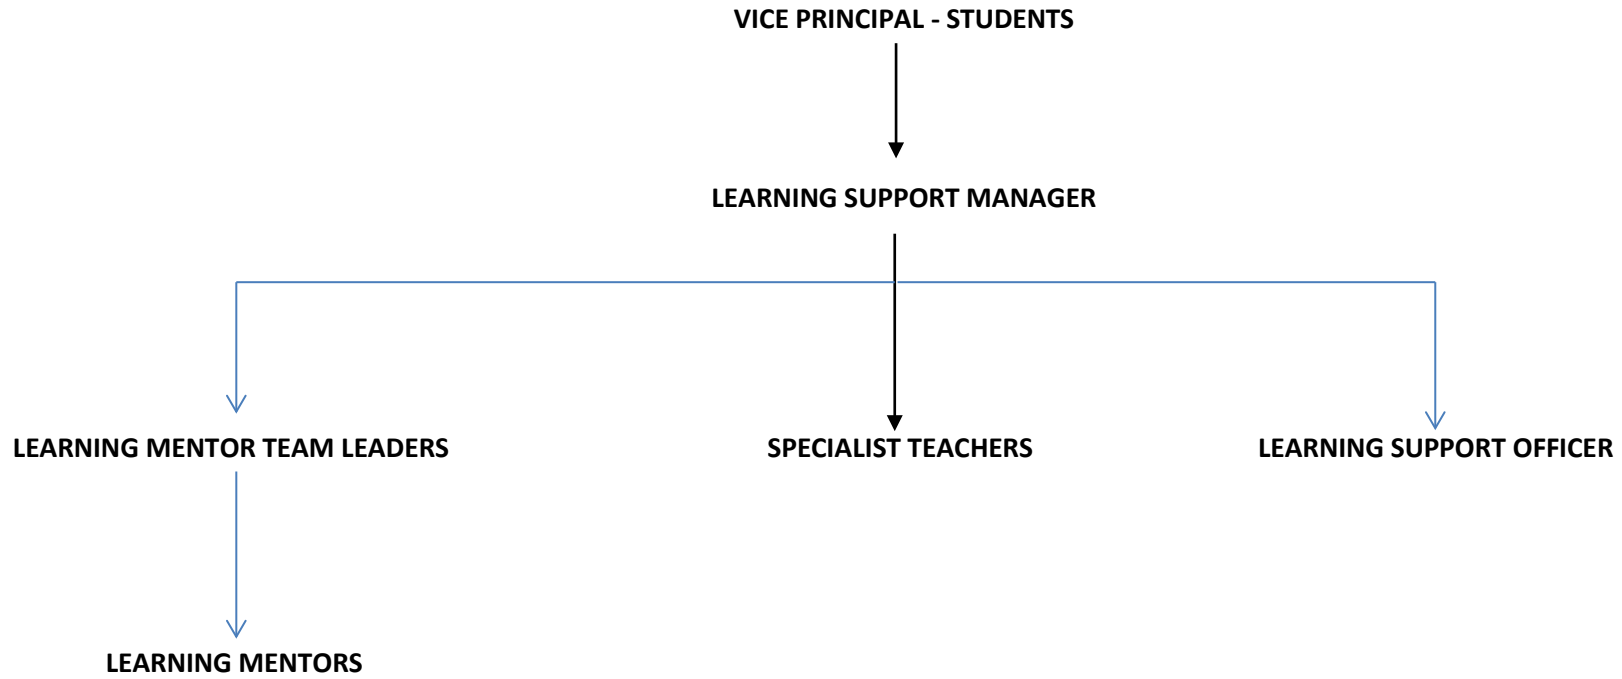 VICE PRINCIPAL - STUDENTS
LEARNING SUPPORT MANAGER
LEARNING MENTOR TEAM LEADERS
SPECIALIST TEACHERS
LEARNING SUPPORT OFFICER
LEARNING MENTORS